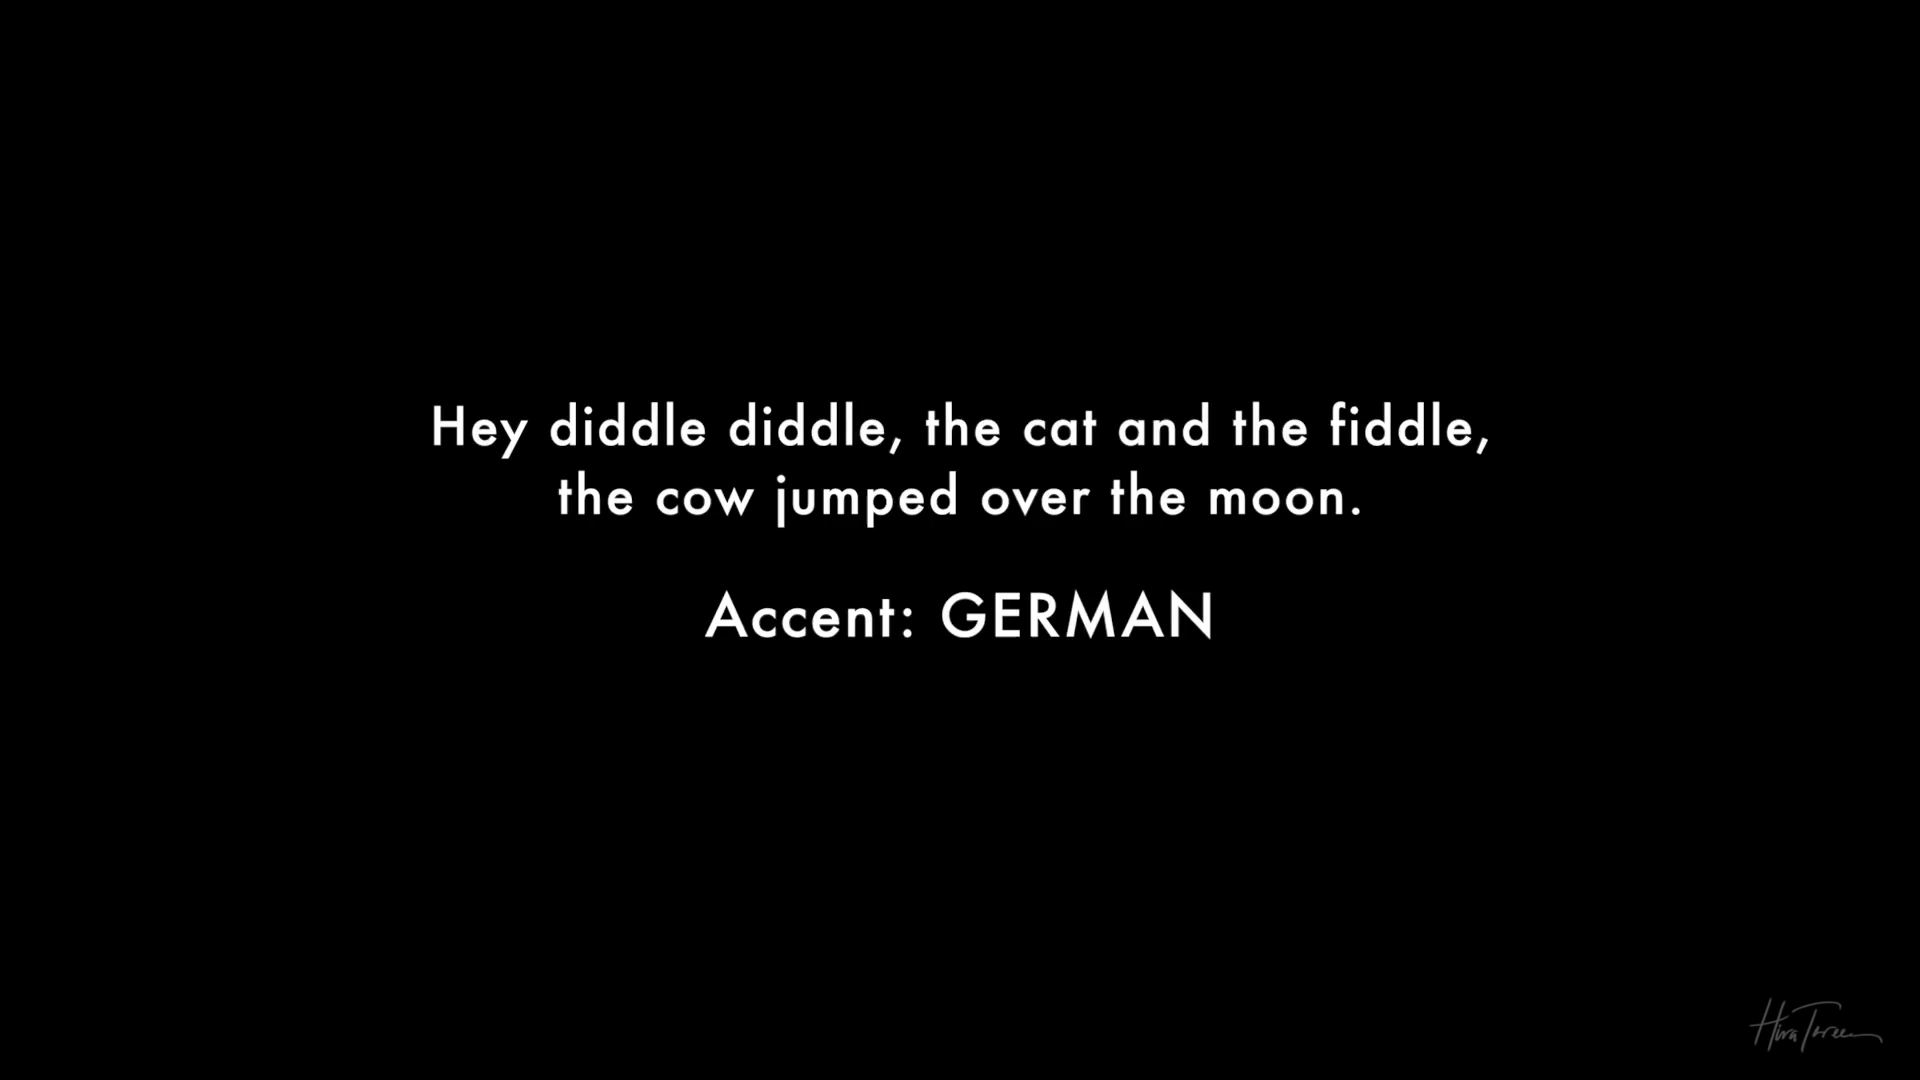 Hey diddle diddle, the cat and the fiddle,
the cow jumped over the moon.
Accent: GERMAN